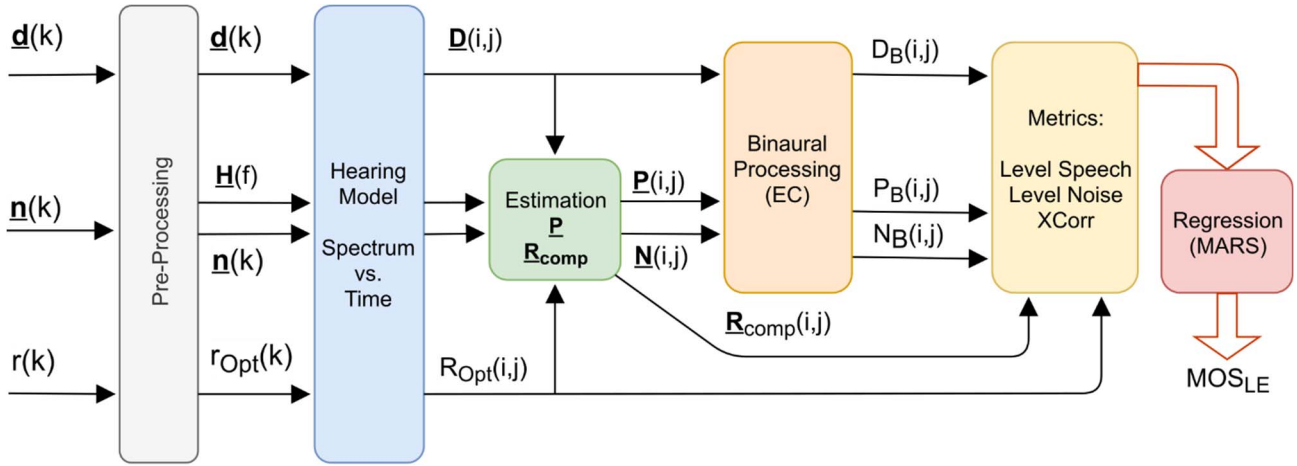 d(k)
n(k)
r(k)
Pre-Processing
d(k)
H(f)
n(k)
rOpt(k)
Hearing
Model
Spectrum
vs.
Time
D(i,j)
ROpt(i,j)
Estimation
P
Rcomp
P(i,j)
N(i,j)
Rcomp(i,j)
Binaural
Processing
(EC)
DB(i,j)
PB(i,j)
NB(i,j)
Metrics:
Level Speech
Level Noise
XCorr
Regression
(MARS)
MOSLE